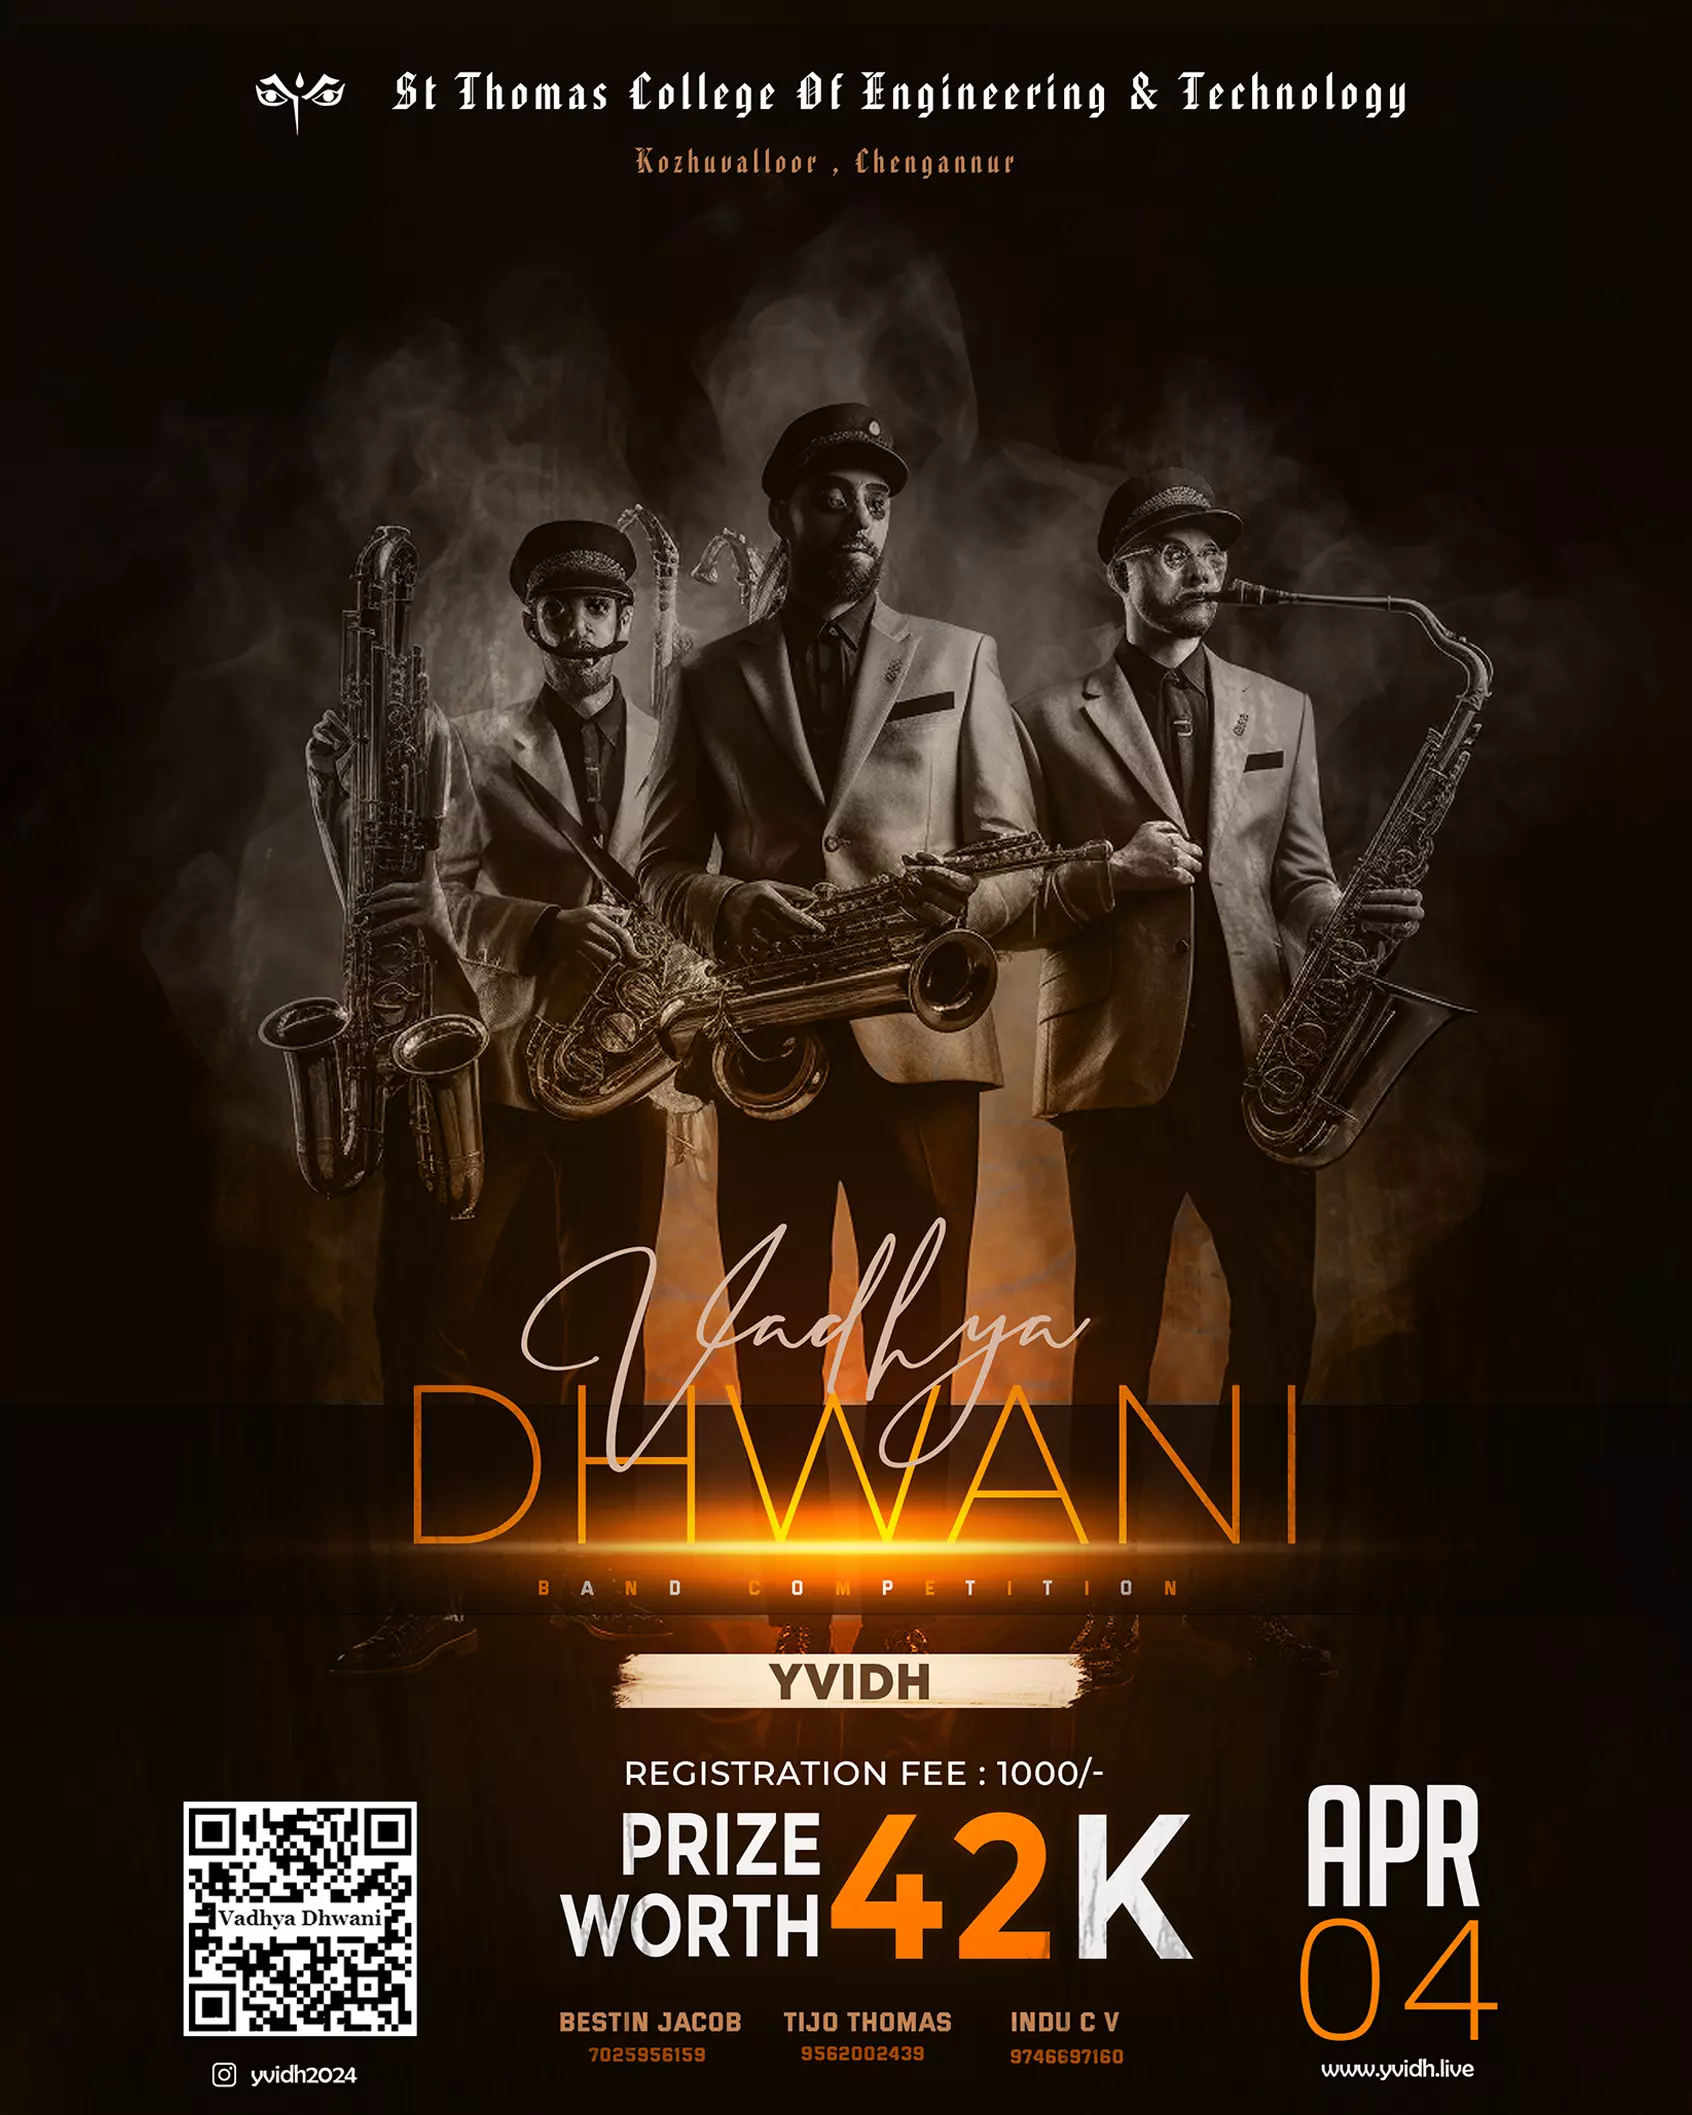 St Thomas College Of Engineering & Technology
Kozhuvalloor , Chengannur
Vadhya
DHWANI
BAND COMPETITION
YVIDH
REGISTRATION FEE : 1000/-
PRIZE WORTH 42K
APR
04
Vadhya Dhwani
BESTIN JACOB
7025956159
TIJO THOMAS
9562002439
INDU C V
9746697160
yvidh2024
www.yvidh.live